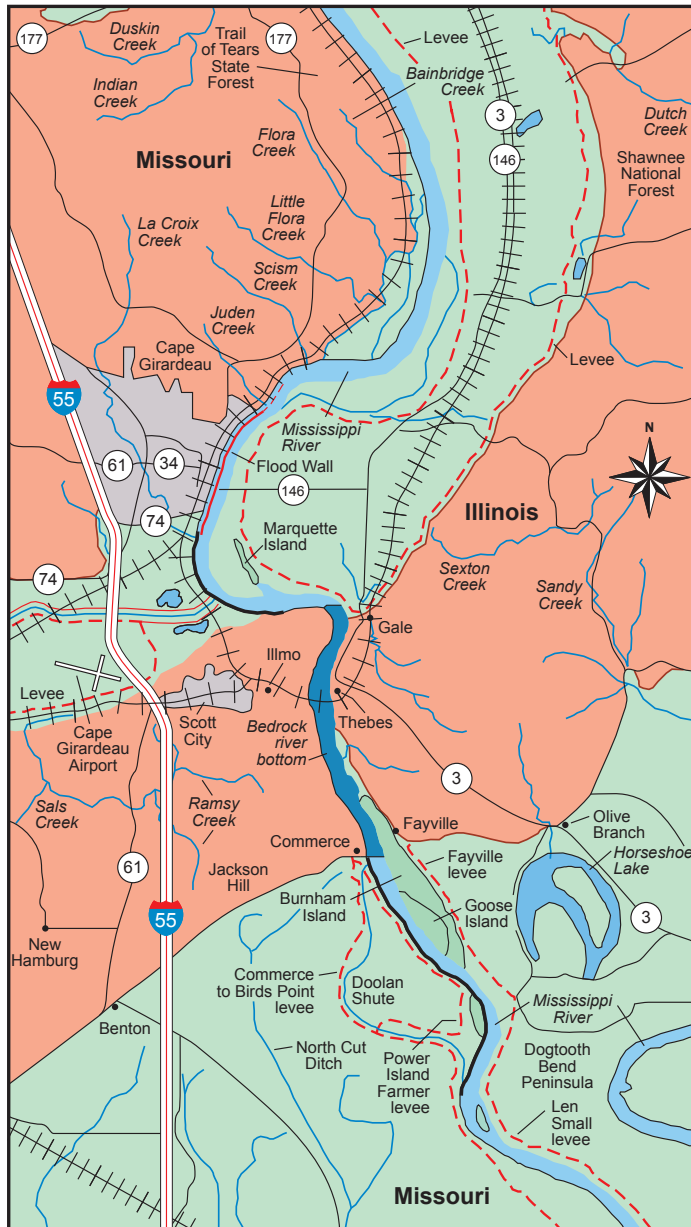 177
Duskin
Creek
Trail
of Tears
State
Forest
177
Levee
Indian
Creek
Bainbridge
Creek
3
146
Dutch
Creek
Missouri
Flora
Creek
Shawnee
National
Forest
Little
Flora
Creek
La Croix
Creek
Scism
Creek
Juden
Creek
Cape
Girardeau
Levee
55
Mississippi
River
61
34
Flood Wall
146
Illinois
N
74
Marquette
Island
Sexton
Creek
Sandy
Creek
74
Gale
Illmo
Levee
Cape
Girardeau
Airport
Scott
City
Bedrock
river
bottom
Thebes
3
Sals
Creek
Ramsy
Creek
Commerce
Fayville
Olive
Branch
61
Jackson
Hill
Fayville
levee
Horseshoe
Lake
Burnham
Island
Goose
Island
55
3
New
Hamburg
Commerce
to Birds Point
levee
Doolan
Shute
Mississippi
River
Benton
North Cut
Ditch
Power
Island
Farmer
levee
Dogtooth
Bend
Peninsula
Len
Small
levee
Missouri